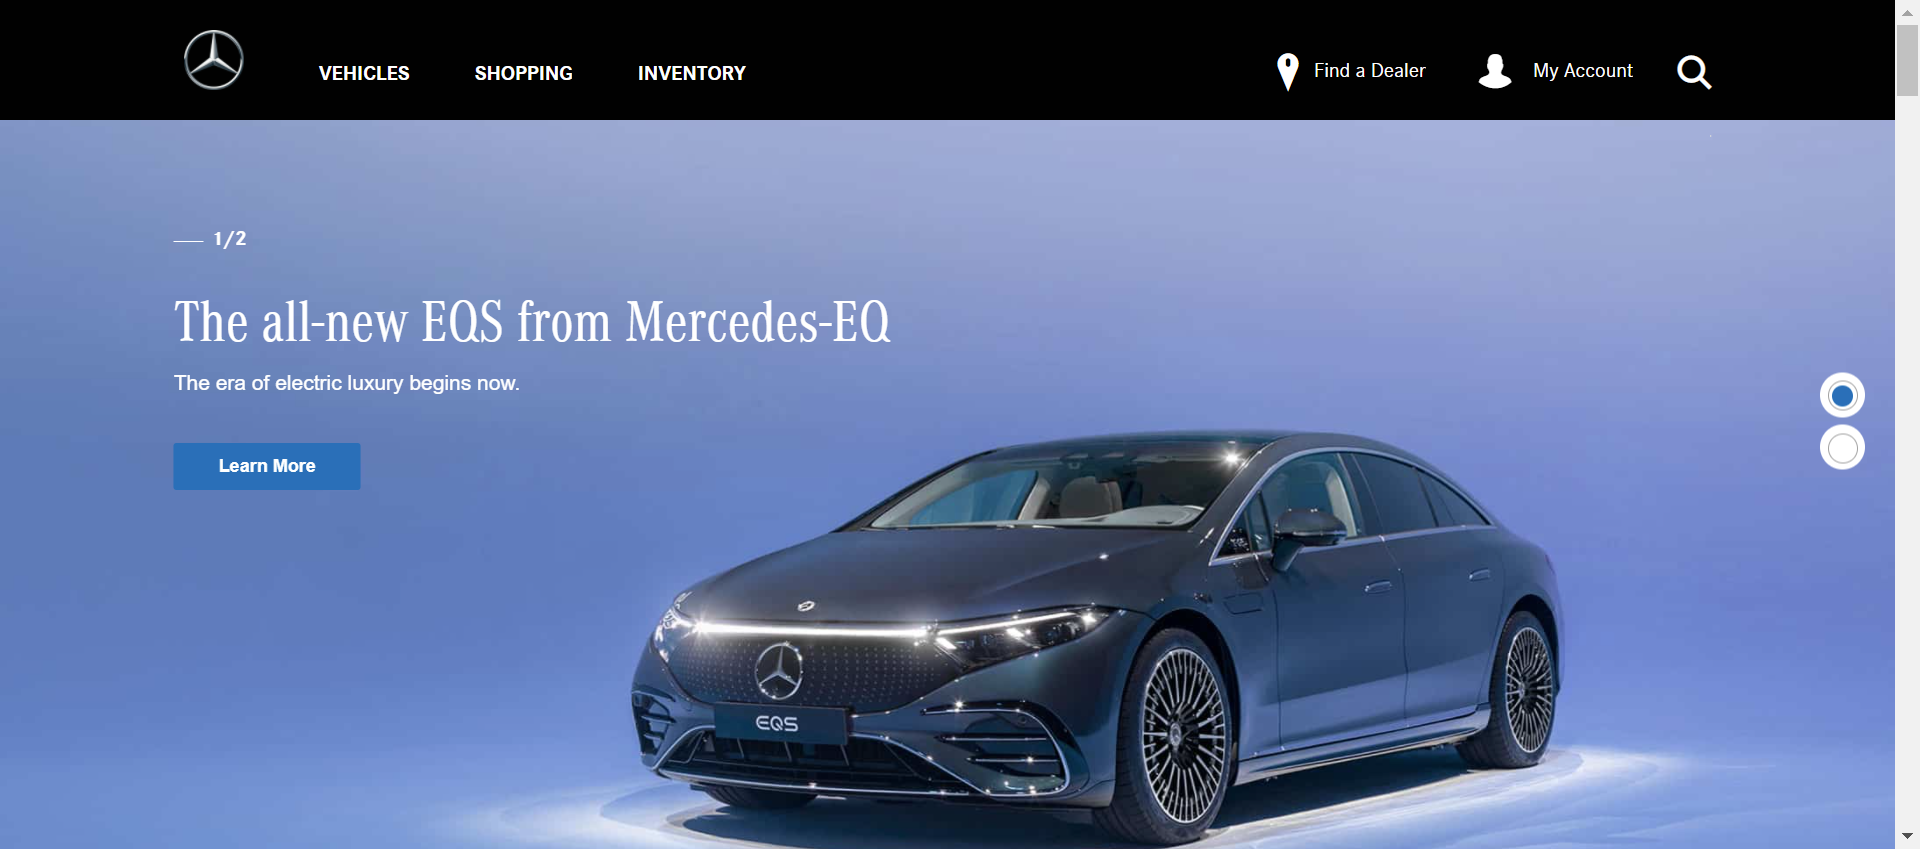 VEHICLES SHOPPING INVENTORY Find a Dealer My Account
1/2
The all-new EQS from Mercedes-EQ
The era of electric luxury begins now.
Learn More
EQS